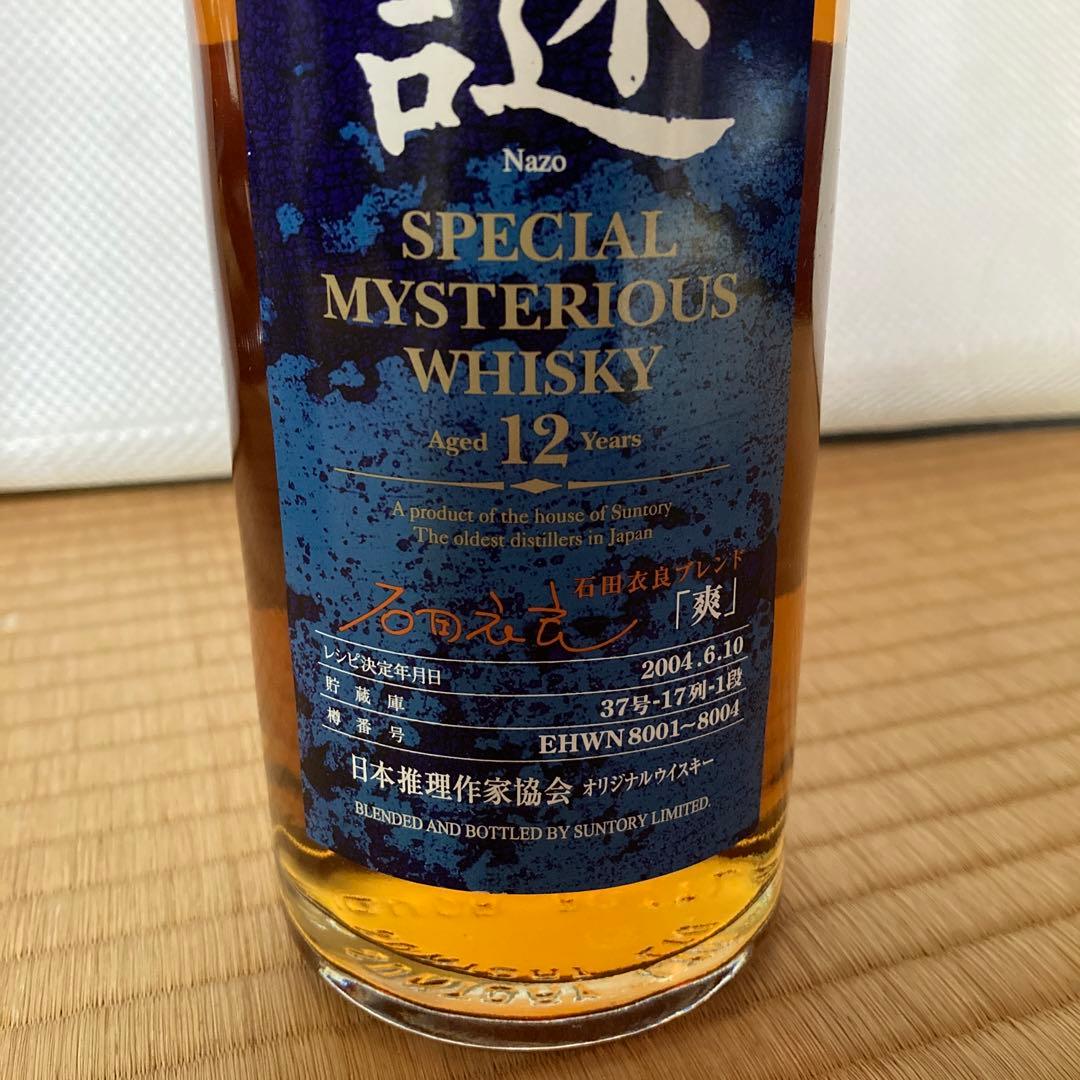 謎
Nazo
SPECIAL
MYSTERIOUS
WHISKY
Aged 12 Years
A product of the house of Suntory
The oldest distillers in Japan
石田衣良ブレンド
石田衣良 「爽」
レシピ決定年月日 2004.6.10
貯蔵庫 37号-17列-1段
樽番号 EHWN 8001~8004
日本推理作家協会 オリジナルウイスキー
BLENDED AND BOTTLED BY SUNTORY LIMITED.